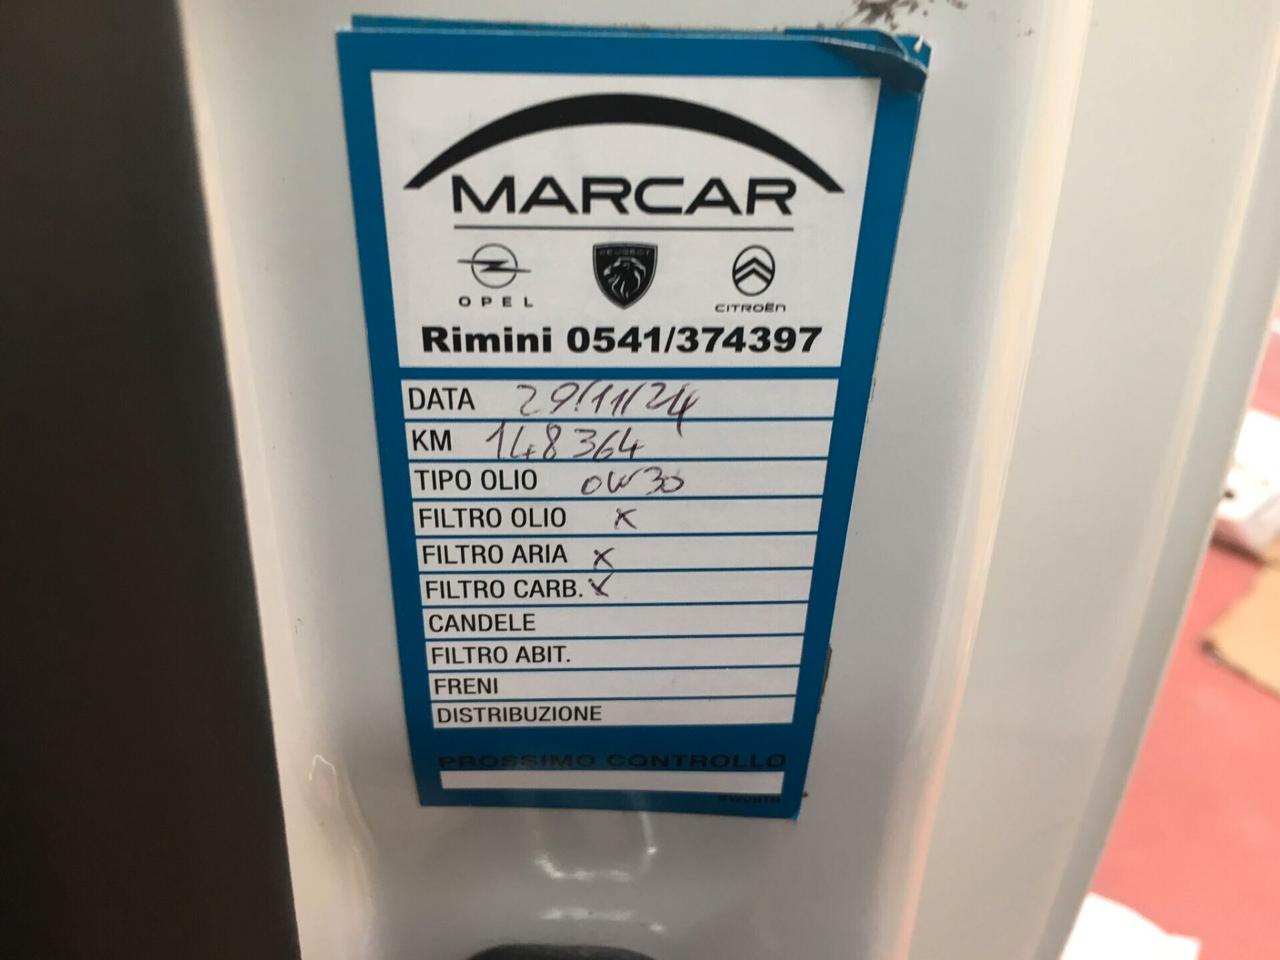 MARCAR
OPEL PEUGEOT CITROËN
Rimini 0541/374397
DATA 29/11/24
KM 148364
TIPO OLIO 0W30
FILTRO OLIO x
FILTRO ARIA x
FILTRO CARB. x
CANDELE
FILTRO ABIT.
FRENI
DISTRIBUZIONE
PROSSIMO CONTROLLO